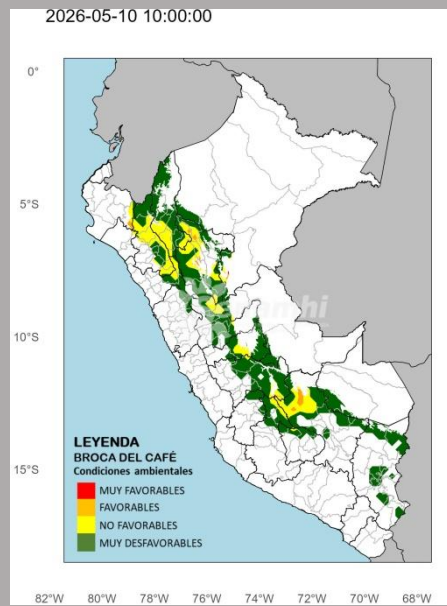 2026-05-10 10:00:00
0°
5°S
10°S
15°S
LEYENDA
BROCA DEL CAFÉ
Condiciones ambientales
MUY FAVORABLES
FAVORABLES
NO FAVORABLES
MUY DESFAVORABLES
82°W 80°W 78°W 76°W 74°W 72°W 70°W 68°W